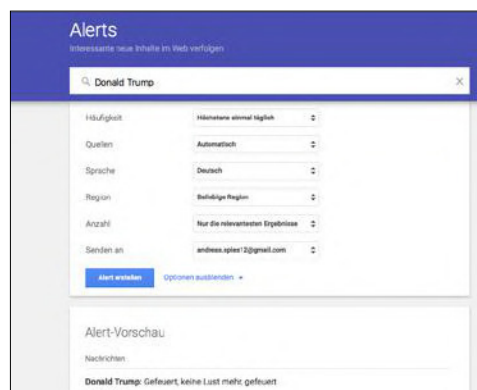 Alerts
Interessante neue Inhalte im Web verfolgen
Donald Trump
Häufigkeit Höchstens einmal täglich
Quellen Automatisch
Sprache Deutsch
Region Beliebige Region
Anzahl Nur die relevantesten Ergebnisse
Senden an andreas.spies12@gmail.com
Alert erstellen Optionen ausblenden
Alert-Vorschau
Nachrichten
Donald Trump: Gefeuert, keine Lust mehr, gefeuert